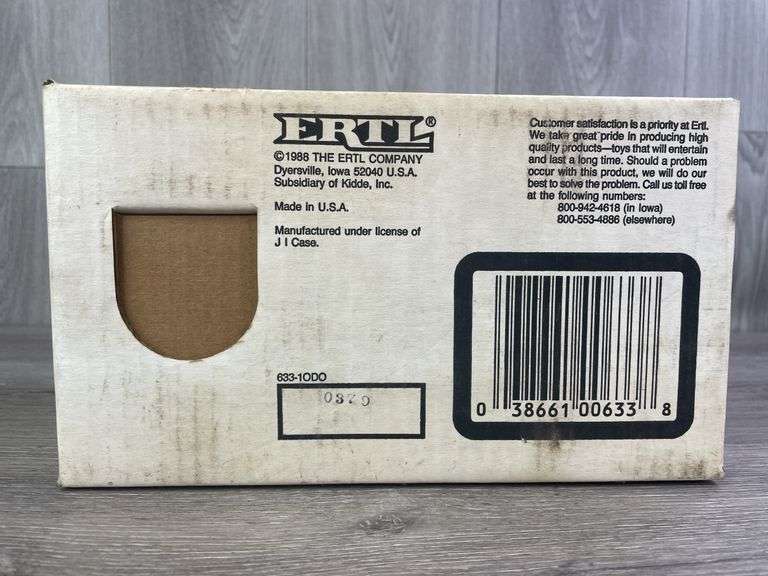 ERTL®
©1986 THE ERTL COMPANY
Dyersville, Iowa 52040 U.S.A.
Subsidiary of Kidde, Inc.
Made in U.S.A.
Manufactured under license of
J I Case.
Customer satisfaction is a priority at Ertl.
We take great pride in producing high
quality products—toys that will entertain
and last a long time. Should a problem
occur with this product, we will do our
best to solve the problem. Call us toll free
at the following numbers:
800-942-4618 (in Iowa)
800-553-4886 (elsewhere)
633-1ODO
0370
0 38661 00633 8